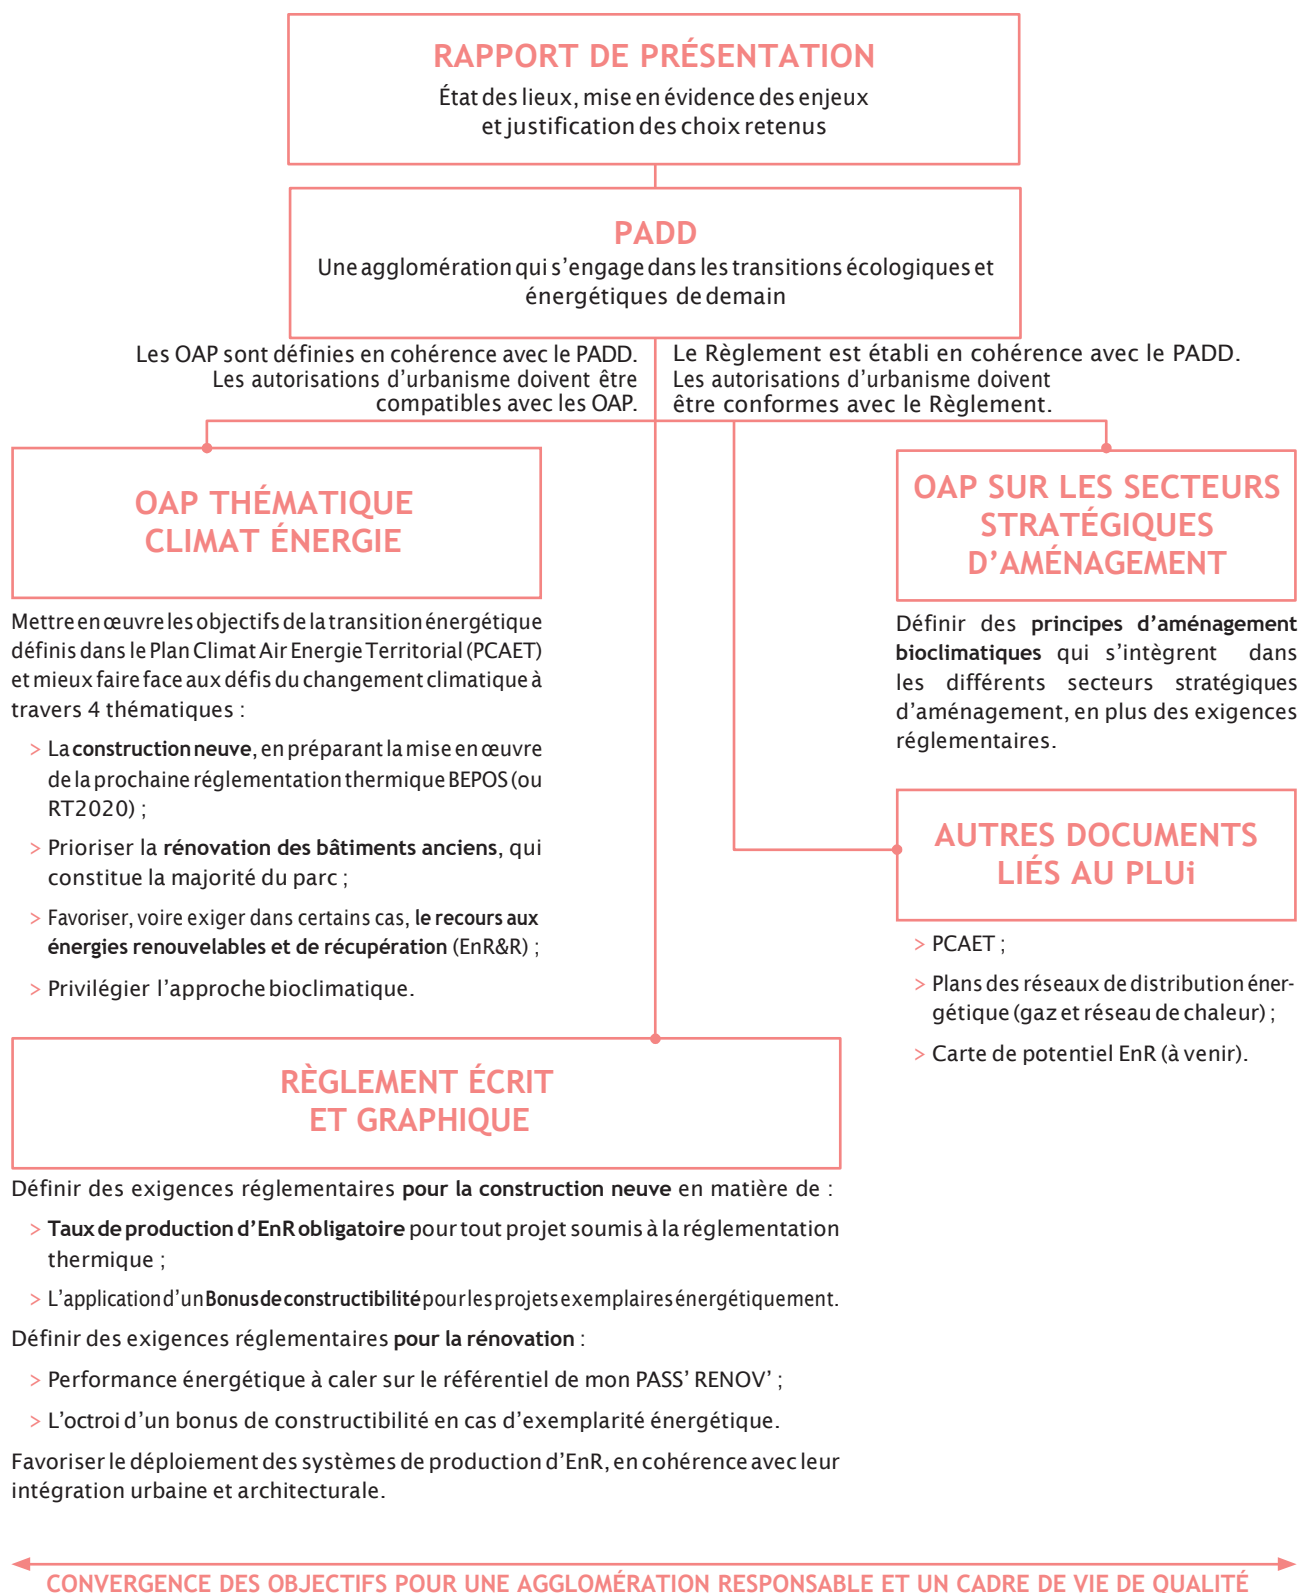 RAPPORT DE PRÉSENTATION
État des lieux, mise en évidence des enjeux
et justification des choix retenus
PADD
Une agglomération qui s’engage dans les transitions écologiques et
énergétiques de demain
Les OAP sont définies en cohérence avec le PADD.
Les autorisations d’urbanisme doivent être
compatibles avec les OAP.
Le Règlement est établi en cohérence avec le PADD.
Les autorisations d’urbanisme doivent
être conformes avec le Règlement.
OAP THÉMATIQUE
CLIMAT ÉNERGIE
Mettre en œuvre les objectifs de la transition énergétique
définis dans le Plan Climat Air Energie Territorial (PCAET)
et mieux faire face aux défis du changement climatique à
travers 4 thématiques :
> La construction neuve, en préparant la mise en œuvre
de la prochaine réglementation thermique BEPOS (ou
RT2020) ;
> Prioriser la rénovation des bâtiments anciens, qui
constitue la majorité du parc ;
> Favoriser, voire exiger dans certains cas, le recours aux
énergies renouvelables et de récupération (EnR&R) ;
> Privilégier l’approche bioclimatique.
OAP SUR LES SECTEURS
STRATÉGIQUES
D’AMÉNAGEMENT
Définir des principes d’aménagement
bioclimatiques qui s’intègrent dans
les différents secteurs stratégiques
d’aménagement, en plus des exigences
réglementaires.
AUTRES DOCUMENTS
LIÉS AU PLUi
> PCAET ;
> Plans des réseaux de distribution éner-
gétique (gaz et réseau de chaleur) ;
> Carte de potentiel EnR (à venir).
RÈGLEMENT ÉCRIT
ET GRAPHIQUE
Définir des exigences réglementaires pour la construction neuve en matière de :
> Taux de production d’EnR obligatoire pour tout projet soumis à la réglementation
thermique ;
> L’application d’un Bonus de constructibilité pour les projets exemplaires énergétiquement.
Définir des exigences réglementaires pour la rénovation :
> Performance énergétique à caler sur le référentiel de mon PASS’ RENOV’ ;
> L’octroi d’un bonus de constructibilité en cas d’exemplarité énergétique.
Favoriser le déploiement des systèmes de production d’EnR, en cohérence avec leur
intégration urbaine et architecturale.
CONVERGENCE DES OBJECTIFS POUR UNE AGGLOMÉRATION RESPONSABLE ET UN CADRE DE VIE DE QUALITÉ